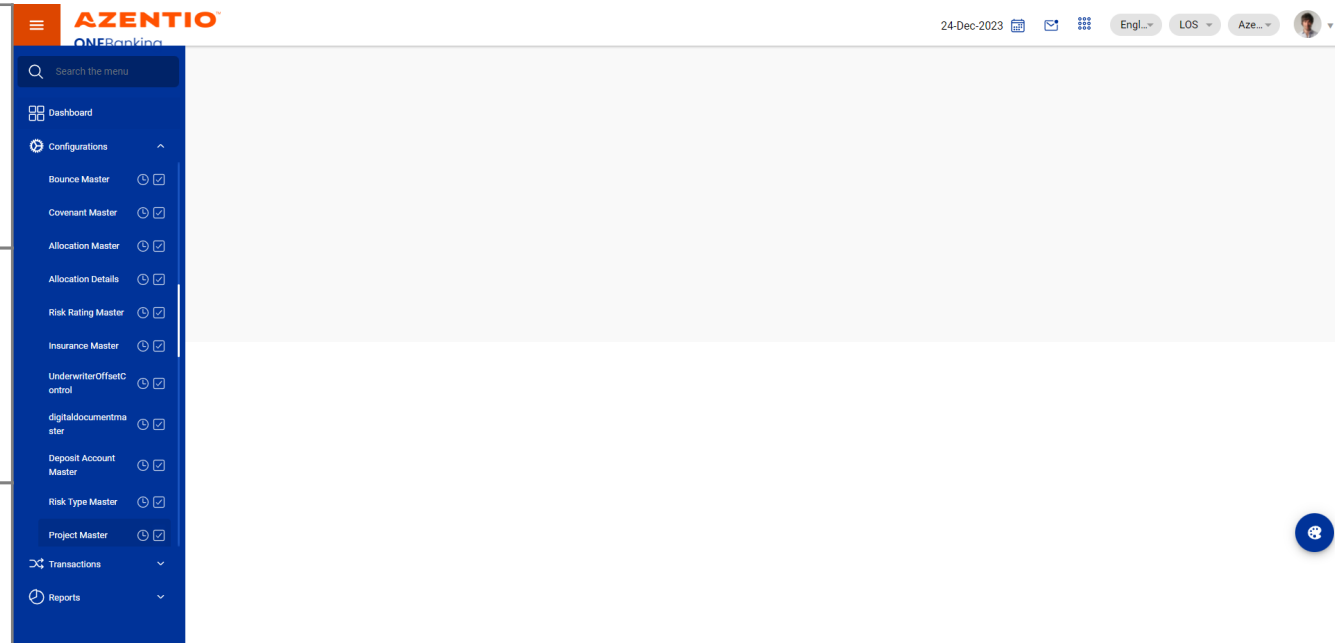 AZENTIO™
ONEBanking
24-Dec-2023
Engl...
LOS
Aze...
Search the menu
Dashboard
Configurations
Bounce Master
Covenant Master
Allocation Master
Allocation Details
Risk Rating Master
Insurance Master
UnderwriterOffsetC
ontrol
digitaldocumentma
ster
Deposit Account
Master
Risk Type Master
Project Master
Transactions
Reports